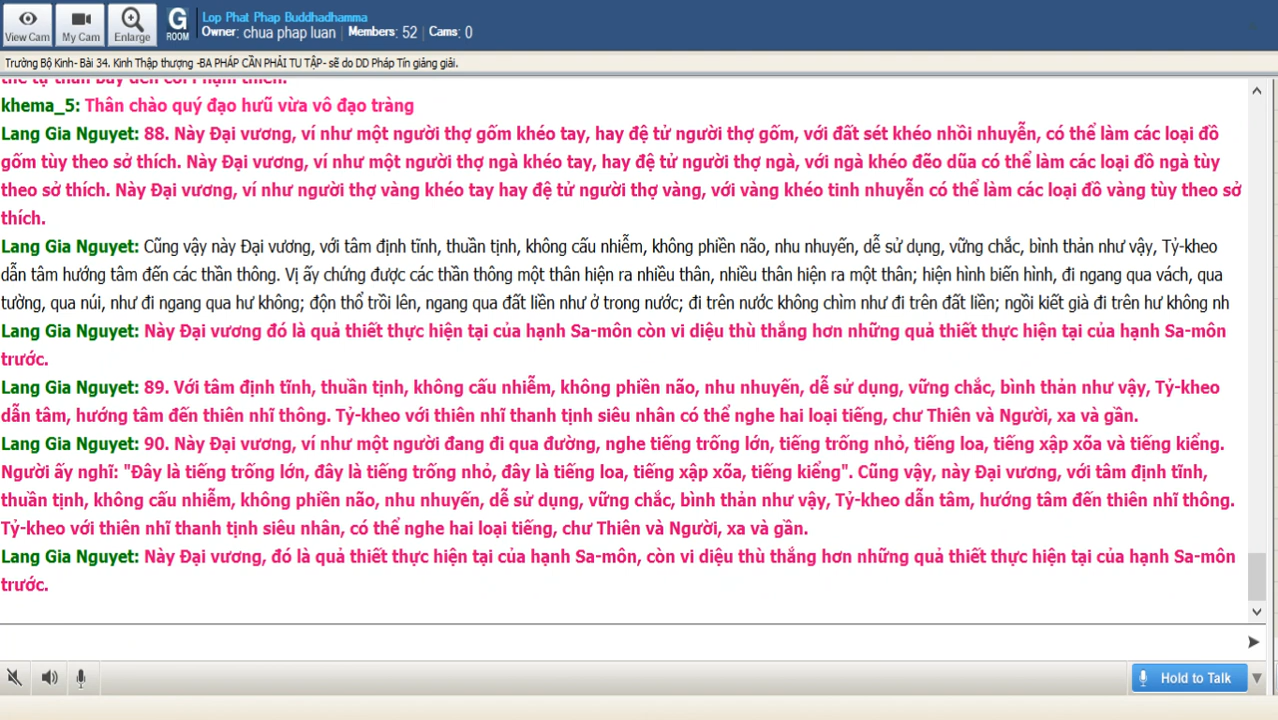 View Cam
My Cam
Enlarge
G
ROOM
Lop Phat Phap Buddhadhamma
Owner: chua phap luan | Members: 52 | Cams: 0
Trường Bộ Kinh- Bài 34. Kinh Thập thượng -BA PHÁP CẦN PHẢI TU TẬP- sẽ do DD Pháp Tín giảng giải.
khema_5: Thân chào quý đạo hưũ vừa vô đạo tràng
Lang Gia Nguyet: 88. Này Đại vương, ví như một người thợ gốm khéo tay, hay đệ tử người thợ gốm, với đất sét khéo nhồi nhuyễn, có thể làm các loại đồ
gốm tùy theo sở thích. Này Đại vương, ví như một người thợ ngà khéo tay, hay đệ tử người thợ ngà, với ngà khéo đẽo dũa có thể làm các loại đồ ngà tùy
theo sở thích. Này Đại vương, ví như người thợ vàng khéo tay hay đệ tử người thợ vàng, với vàng khéo tinh nhuyễn có thể làm các loại đồ vàng tùy theo sở
thích.
Lang Gia Nguyet: Cũng vậy này Đại vương, với tâm định tĩnh, thuần tịnh, không cấu nhiễm, không phiền não, nhu nhuyến, dễ sử dụng, vững chắc, bình thản như vậy, Tỷ-kheo
dẫn tâm hướng tâm đến các thần thông. Vị ấy chứng được các thần thông một thân hiện ra nhiều thân, nhiều thân hiện ra một thân; hiện hình biến hình, đi ngang qua vách, qua
tường, qua núi, như đi ngang qua hư không; độn thổ trồi lên, ngang qua đất liền như ở trong nước; đi trên nước không chìm như đi trên đất liền; ngồi kiết già đi trên hư không nh
Lang Gia Nguyet: Này Đại vương đó là quả thiết thực hiện tại của hạnh Sa-môn còn vi diệu thù thắng hơn những quả thiết thực hiện tại của hạnh Sa-môn
trước.
Lang Gia Nguyet: 89. Với tâm định tĩnh, thuần tịnh, không cấu nhiễm, không phiền não, nhu nhuyến, dễ sử dụng, vững chắc, bình thản như vậy, Tỷ-kheo
dẫn tâm, hướng tâm đến thiên nhĩ thông. Tỷ-kheo với thiên nhĩ thanh tịnh siêu nhân có thể nghe hai loại tiếng, chư Thiên và Người, xa và gần.
Lang Gia Nguyet: 90. Này Đại vương, ví như một người đang đi qua đường, nghe tiếng trống lớn, tiếng trống nhỏ, tiếng loa, tiếng xập xõa và tiếng kiểng.
Người ấy nghĩ: "Đây là tiếng trống lớn, đây là tiếng trống nhỏ, đây là tiếng loa, tiếng xập xõa, tiếng kiểng". Cũng vậy, này Đại vương, với tâm định tĩnh,
thuần tịnh, không cấu nhiễm, không phiền não, nhu nhuyến, dễ sử dụng, vững chắc, bình thản như vậy, Tỷ-kheo dẫn tâm, hướng tâm đến thiên nhĩ thông.
Tỷ-kheo với thiên nhĩ thanh tịnh siêu nhân, có thể nghe hai loại tiếng, chư Thiên và Người, xa và gần.
Lang Gia Nguyet: Này Đại vương, đó là quả thiết thực hiện tại của hạnh Sa-môn, còn vi diệu thù thắng hơn những quả thiết thực hiện tại của hạnh Sa-môn
trước.
Hold to Talk